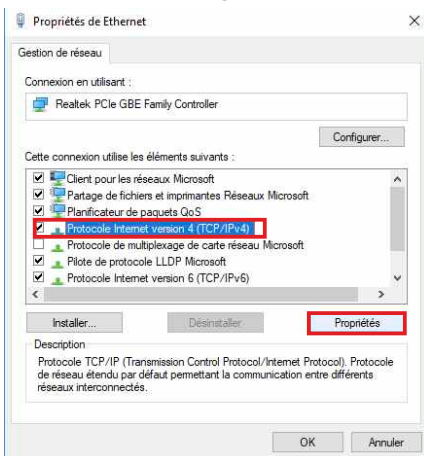 Propriétés de Ethernet
Gestion de réseau
Connexion en utilisant :
Realtek PCIe GBE Family Controller
Configurer...
Cette connexion utilise les éléments suivants :
Client pour les réseaux Microsoft
Partage de fichiers et imprimantes Réseaux Microsoft
Planificateur de paquets QoS
Protocole Internet version 4 (TCP/IPv4)
Protocole de multiplexage de carte réseau Microsoft
Pilote de protocole LLDP Microsoft
Protocole Internet version 6 (TCP/IPv6)
Installer...
Désinstaller
Propriétés
Description
Protocole TCP/IP (Transmission Control Protocol/Internet Protocol). Protocole
de réseau étendu par défaut permettant la communication entre différents
réseaux interconnectés.
OK
Annuler